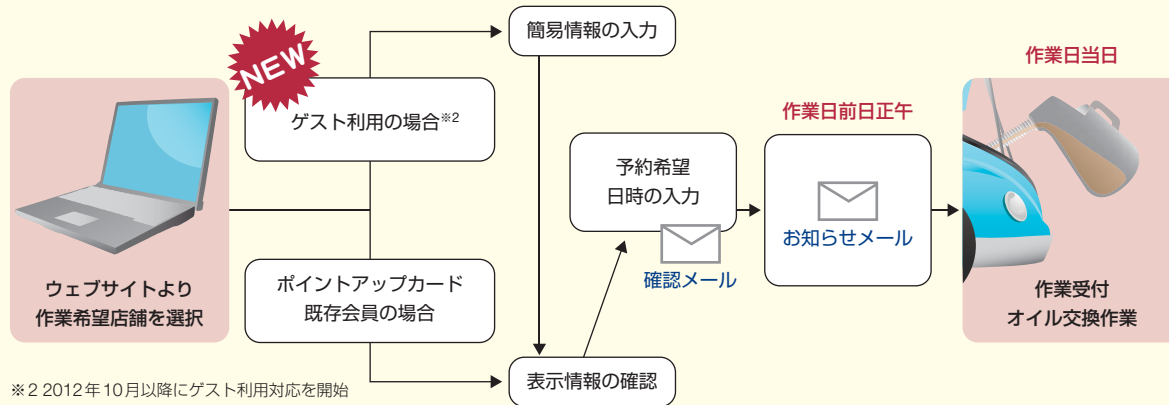 ウェブサイトより
作業希望店舗を選択
NEW
ゲスト利用の場合※2
ポイントアップカード
既存会員の場合
簡易情報の入力
表示情報の確認
予約希望
日時の入力
確認メール
作業日前日正午
お知らせメール
作業日当日
作業受付
オイル交換作業
※2 2012年10月以降にゲスト利用対応を開始